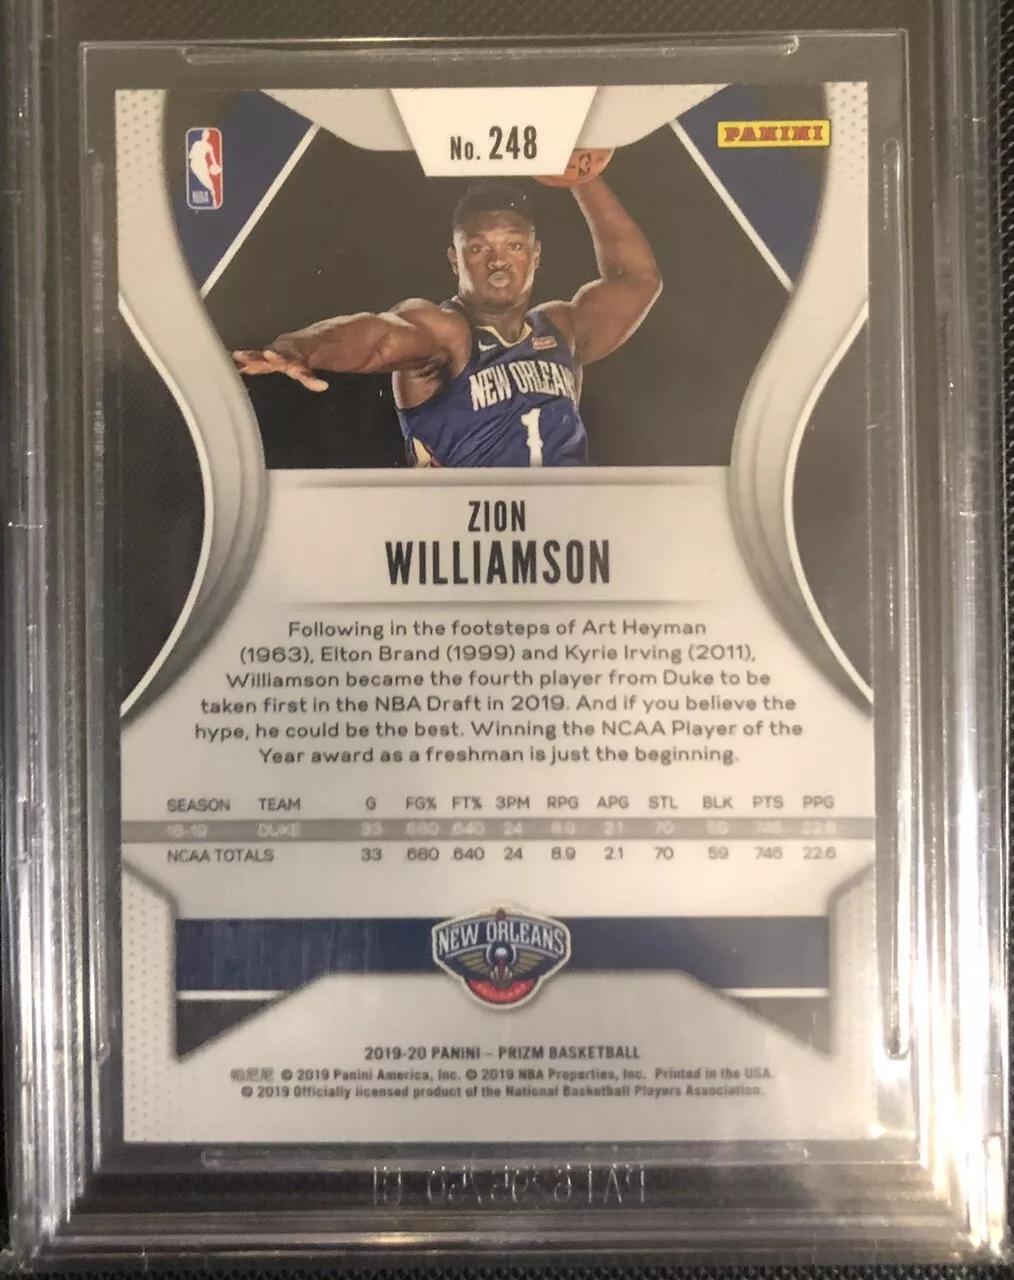 No. 248
PANINI
NBA
NEW ORLEAN
1
ZION
WILLIAMSON
Following in the footsteps of Art Heyman
(1963), Elton Brand (1999) and Kyrie Irving (2011),
Williamson became the fourth player from Duke to be
taken first in the NBA Draft in 2019. And if you believe the
hype, he could be the best. Winning the NCAA Player of the
Year award as a freshman is just the beginning.
SEASON TEAM G FG% FT% 3PM RPG APG STL BLK PTS PPG
18-19 DUKE 33 .680 .640 24 8.9 2.1 70 59 746 22.6
NCAA TOTALS 33 .680 .640 24 8.9 2.1 70 59 746 22.6
NEW ORLEANS
PELICANS
2019-20 PANINI – PRIZM BASKETBALL
帕尼尼 © 2019 Panini America, Inc. © 2019 NBA Properties, Inc. Printed in the USA.
© 2019 Officially licensed product of the National Basketball Players Association.